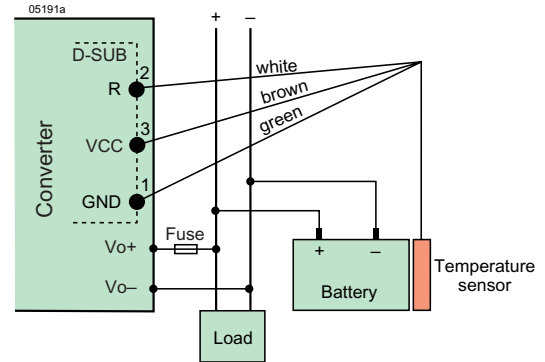 05191a
+ –
D-SUB
2
R
white
3
VCC
brown
1
GND
green
Converter
Vo+
Fuse
Vo–
+ –
Battery
Temperature
sensor
Load